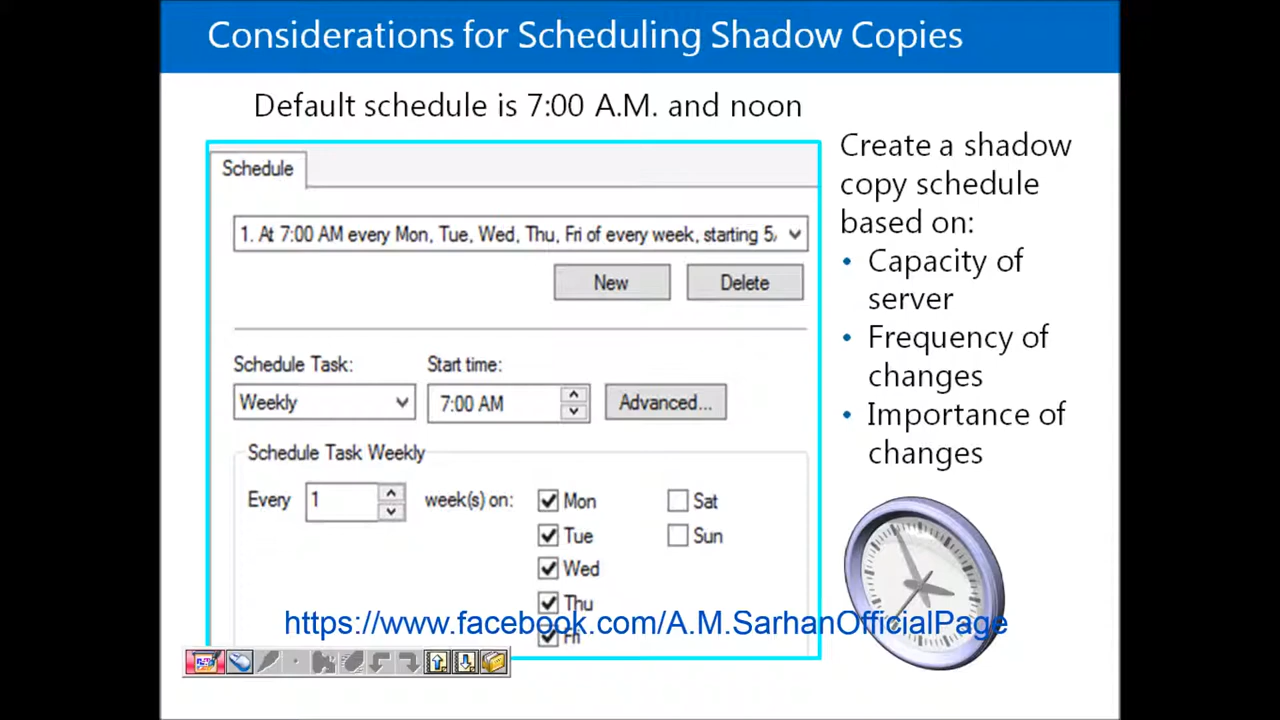 Considerations for Scheduling Shadow Copies
Default schedule is 7:00 A.M. and noon
Schedule
1. At 7:00 AM every Mon, Tue, Wed, Thu, Fri of every week, starting 5/
New Delete
Schedule Task: Start time:
Weekly 7:00 AM Advanced...
Schedule Task Weekly
Every 1 week(s) on: Mon Sat
Tue Sun
Wed
Thu
Fri
Create a shadow
copy schedule
based on:
• Capacity of
server
• Frequency of
changes
• Importance of
changes
https://www.facebook.com/A.M.SarhanOfficialPage